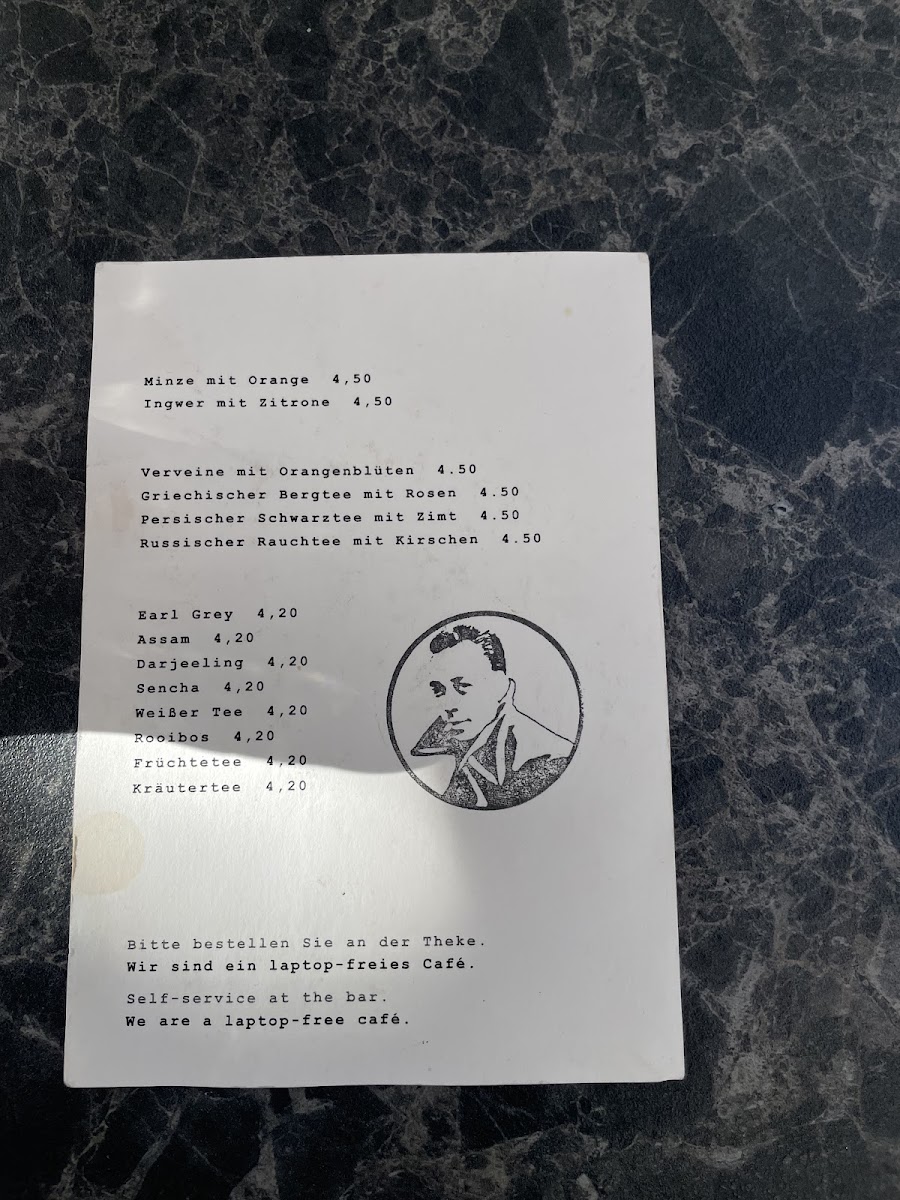 Minze mit Orange 4,50
Ingwer mit Zitrone 4,50
Verveine mit Orangenblüten 4.50
Griechischer Bergtee mit Rosen 4.50
Persischer Schwarztee mit Zimt 4.50
Russischer Rauchtee mit Kirschen 4.50
Earl Grey 4,20
Assam 4,20
Darjeeling 4,20
Sencha 4,20
Weißer Tee 4,20
Rooibos 4,20
Früchtetee 4,20
Kräutertee 4,20
Bitte bestellen Sie an der Theke.
Wir sind ein laptop-freies Café.
Self-service at the bar.
We are a laptop-free café.